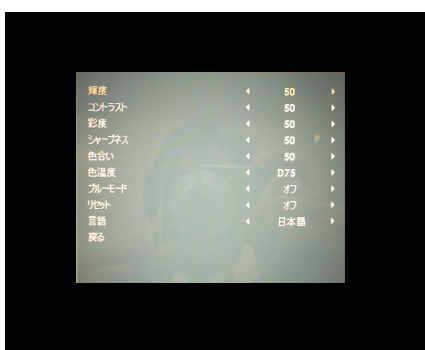 輝度 50
コントラスト 50
彩度 50
シャープネス 50
色合い 50
色温度 D75
ブルーモード オフ
リセット オフ
言語 日本語
戻る